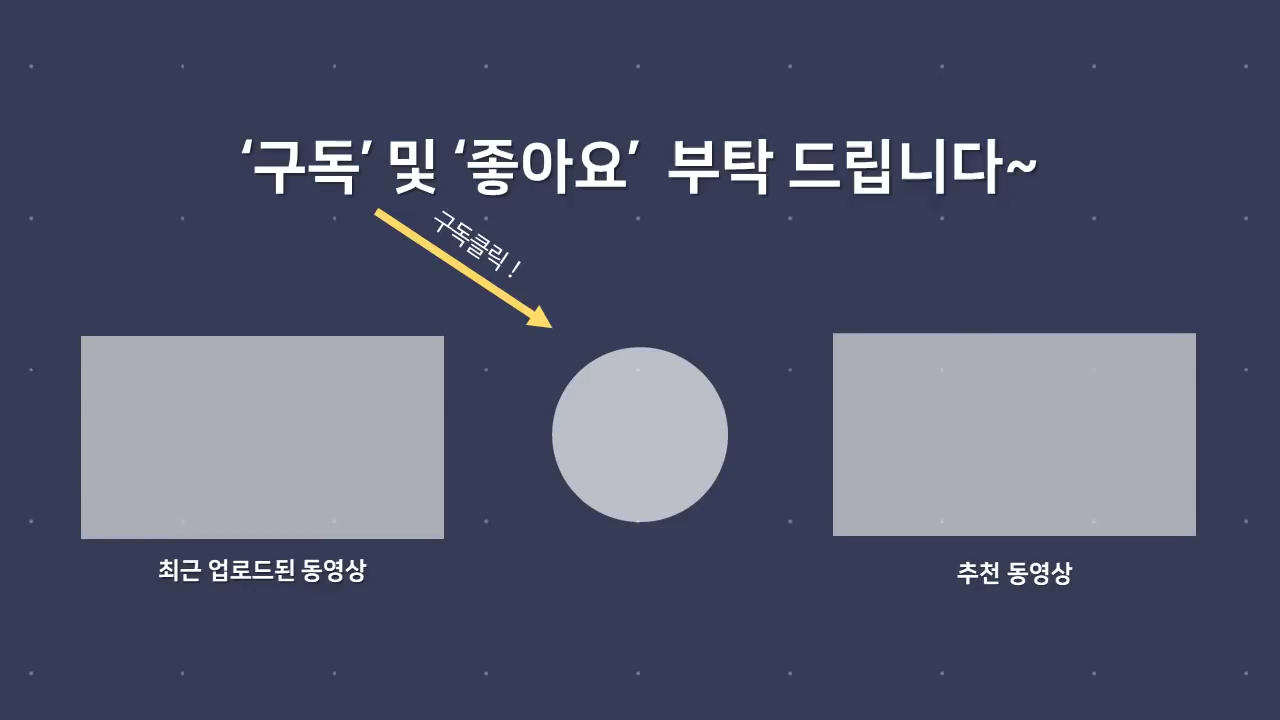 ‘구독’ 및 ‘좋아요’ 부탁 드립니다~
구독클릭 !
최근 업로드된 동영상
추천 동영상